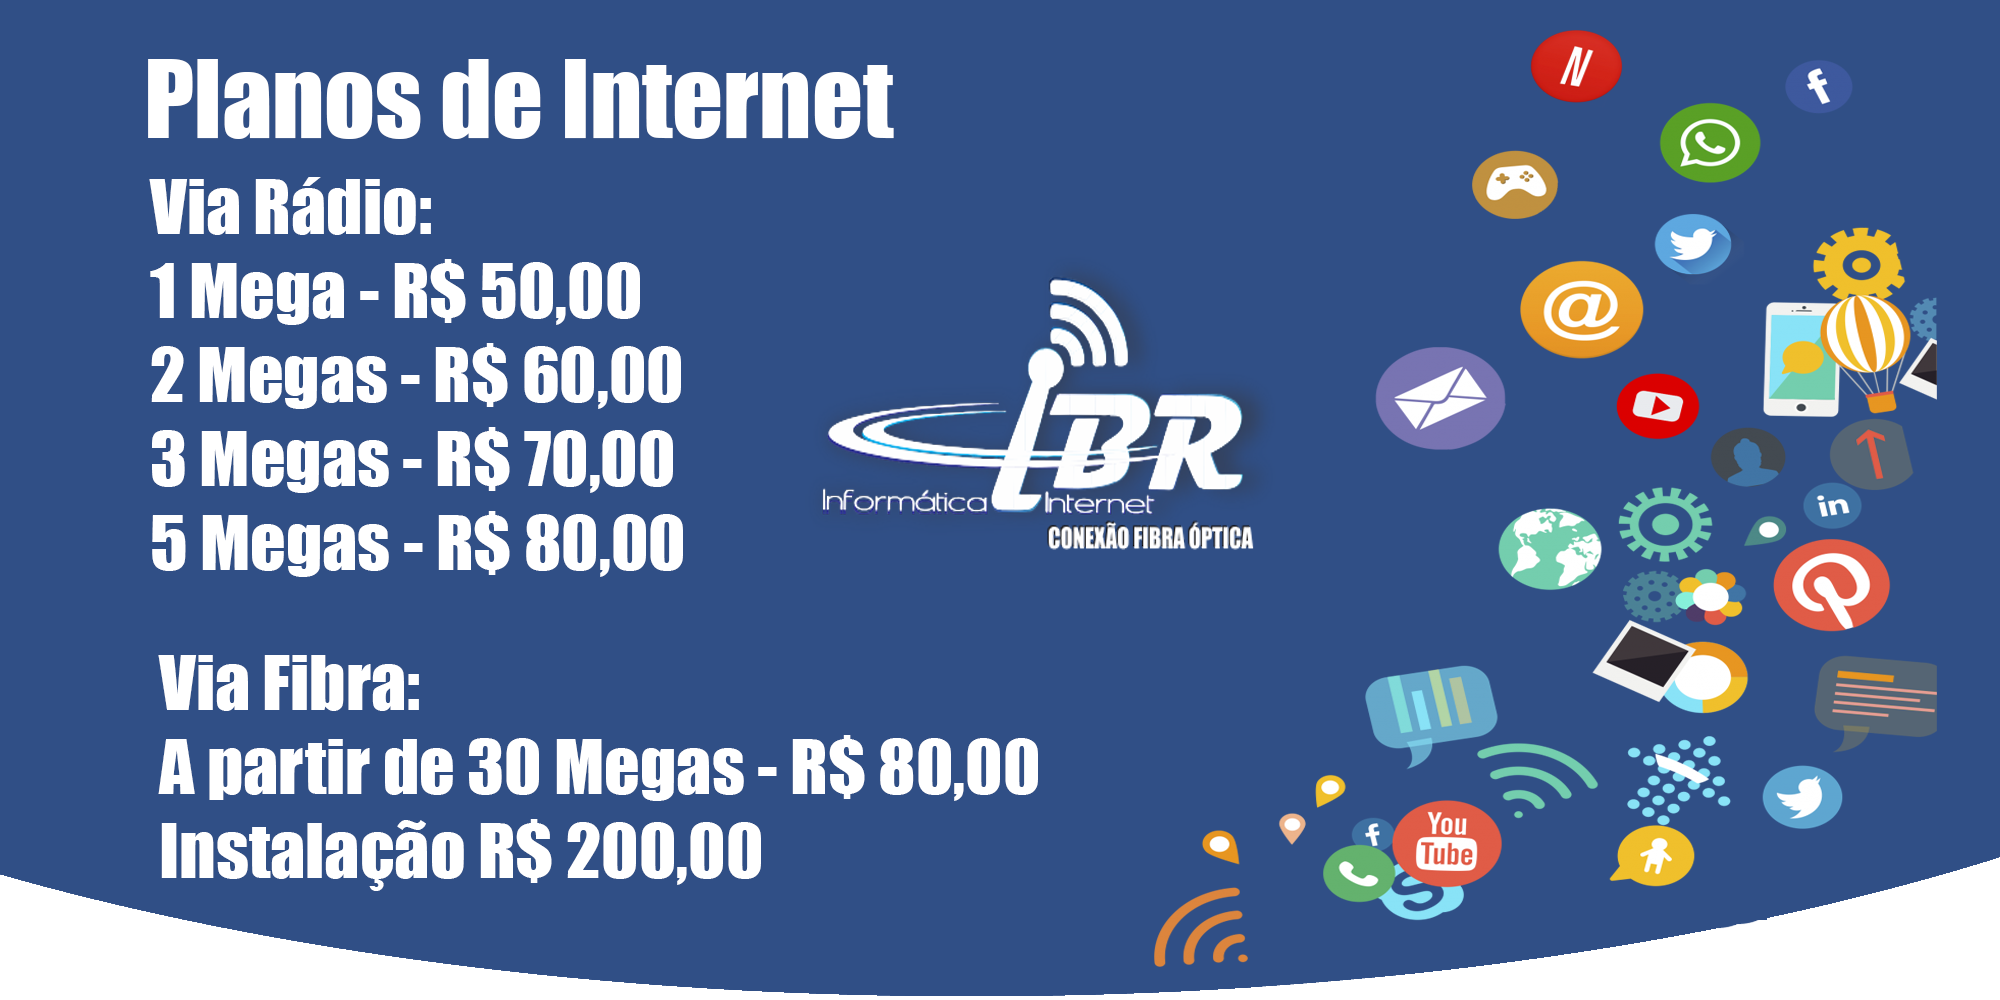 Planos de Internet
Via Rádio:
1 Mega - R$ 50,00
2 Megas - R$ 60,00
3 Megas - R$ 70,00
5 Megas - R$ 80,00
iBR
Informática Internet
CONEXÃO FIBRA ÓPTICA
Via Fibra:
A partir de 30 Megas - R$ 80,00
Instalação R$ 200,00
N
f
@
in
f
You
Tube
S